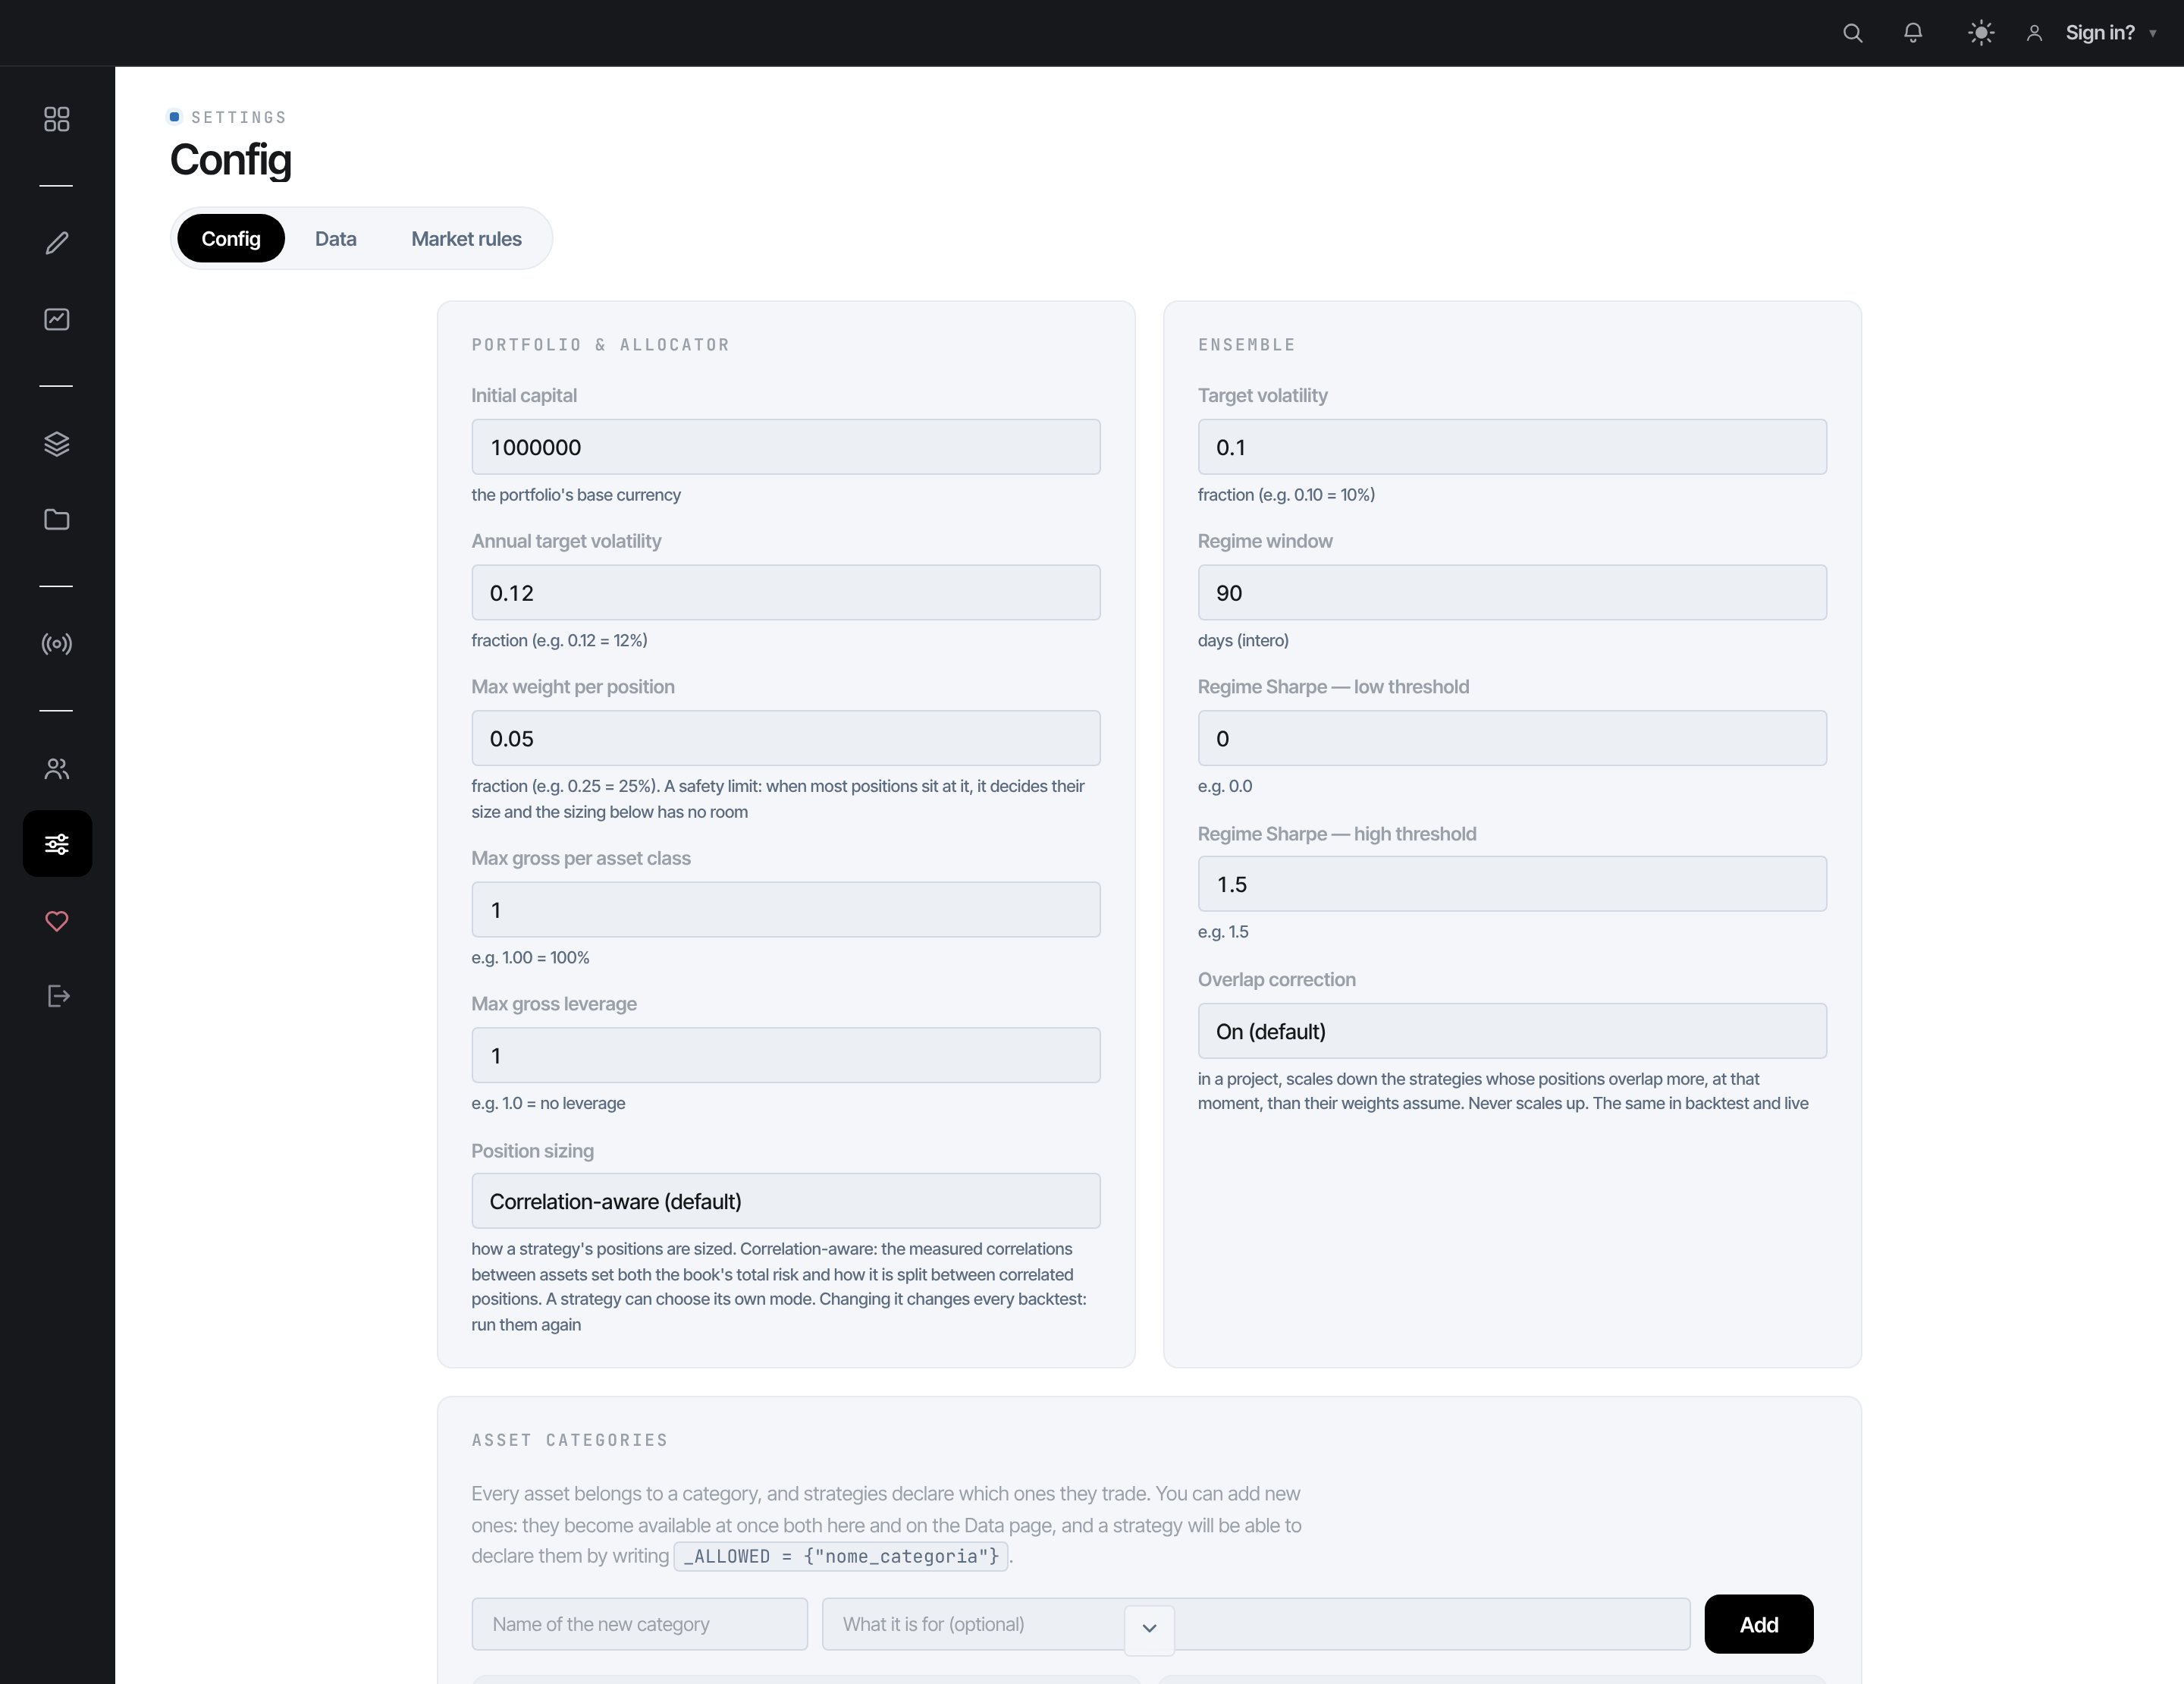 Sign in?
SETTINGS
Config
Config
Data
Market rules
PORTFOLIO & ALLOCATOR
Initial capital
1000000
the portfolio's base currency
Annual target volatility
0.12
fraction (e.g. 0.12 = 12%)
Max weight per position
0.05
fraction (e.g. 0.25 = 25%). A safety limit: when most positions sit at it, it decides their
size and the sizing below has no room
Max gross per asset class
1
e.g. 1.00 = 100%
Max gross leverage
1
e.g. 1.0 = no leverage
Position sizing
Correlation-aware (default)
how a strategy's positions are sized. Correlation-aware: the measured correlations
between assets set both the book's total risk and how it is split between correlated
positions. A strategy can choose its own mode. Changing it changes every backtest:
run them again
ENSEMBLE
Target volatility
0.1
fraction (e.g. 0.10 = 10%)
Regime window
90
days (intero)
Regime Sharpe — low threshold
0
e.g. 0.0
Regime Sharpe — high threshold
1.5
e.g. 1.5
Overlap correction
On (default)
in a project, scales down the strategies whose positions overlap more, at that
moment, than their weights assume. Never scales up. The same in backtest and live
ASSET CATEGORIES
Every asset belongs to a category, and strategies declare which ones they trade. You can add new
ones: they become available at once both here and on the Data page, and a strategy will be able to
declare them by writing _ALLOWED = {"nome_categoria"}.
Name of the new category
What it is for (optional)
Add